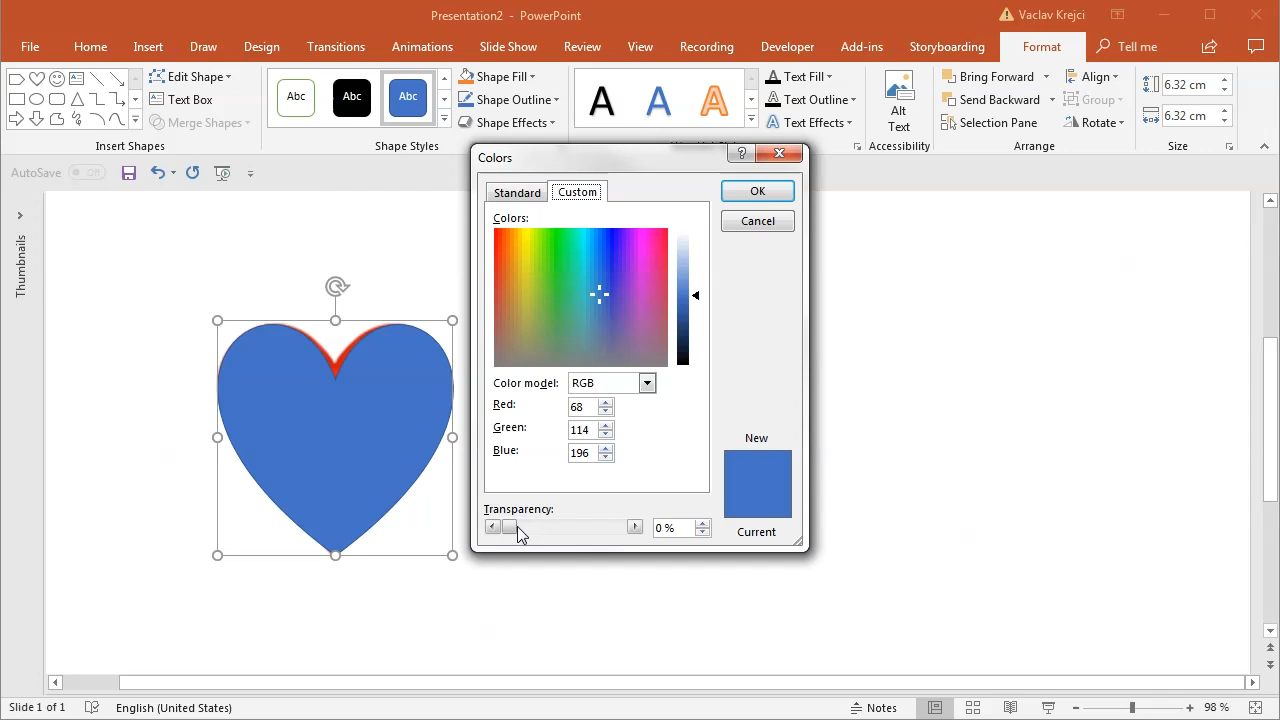 Presentation2 - PowerPoint
Vaclav Krejci
File Home Insert Draw Design Transitions Animations Slide Show Review View Recording Developer Add-ins Storyboarding Format Tell me
Edit Shape
Text Box
Merge Shapes
Insert Shapes
Abc Abc Abc
Shape Fill
Shape Outline
Shape Effects
Shape Styles
A A A
Text Fill
Text Outline
Text Effects
Alt
Text
Accessibility
Bring Forward
Send Backward
Selection Pane
Align
Group
Rotate
Arrange
6.32 cm
6.32 cm
Size
AutoSave Off
Thumbnails
Colors
?
Standard Custom
OK
Cancel
Colors:
Color model: RGB
Red: 68
Green: 114
Blue: 196
New
Current
Transparency:
0 %
Slide 1 of 1 English (United States) Notes 98 %